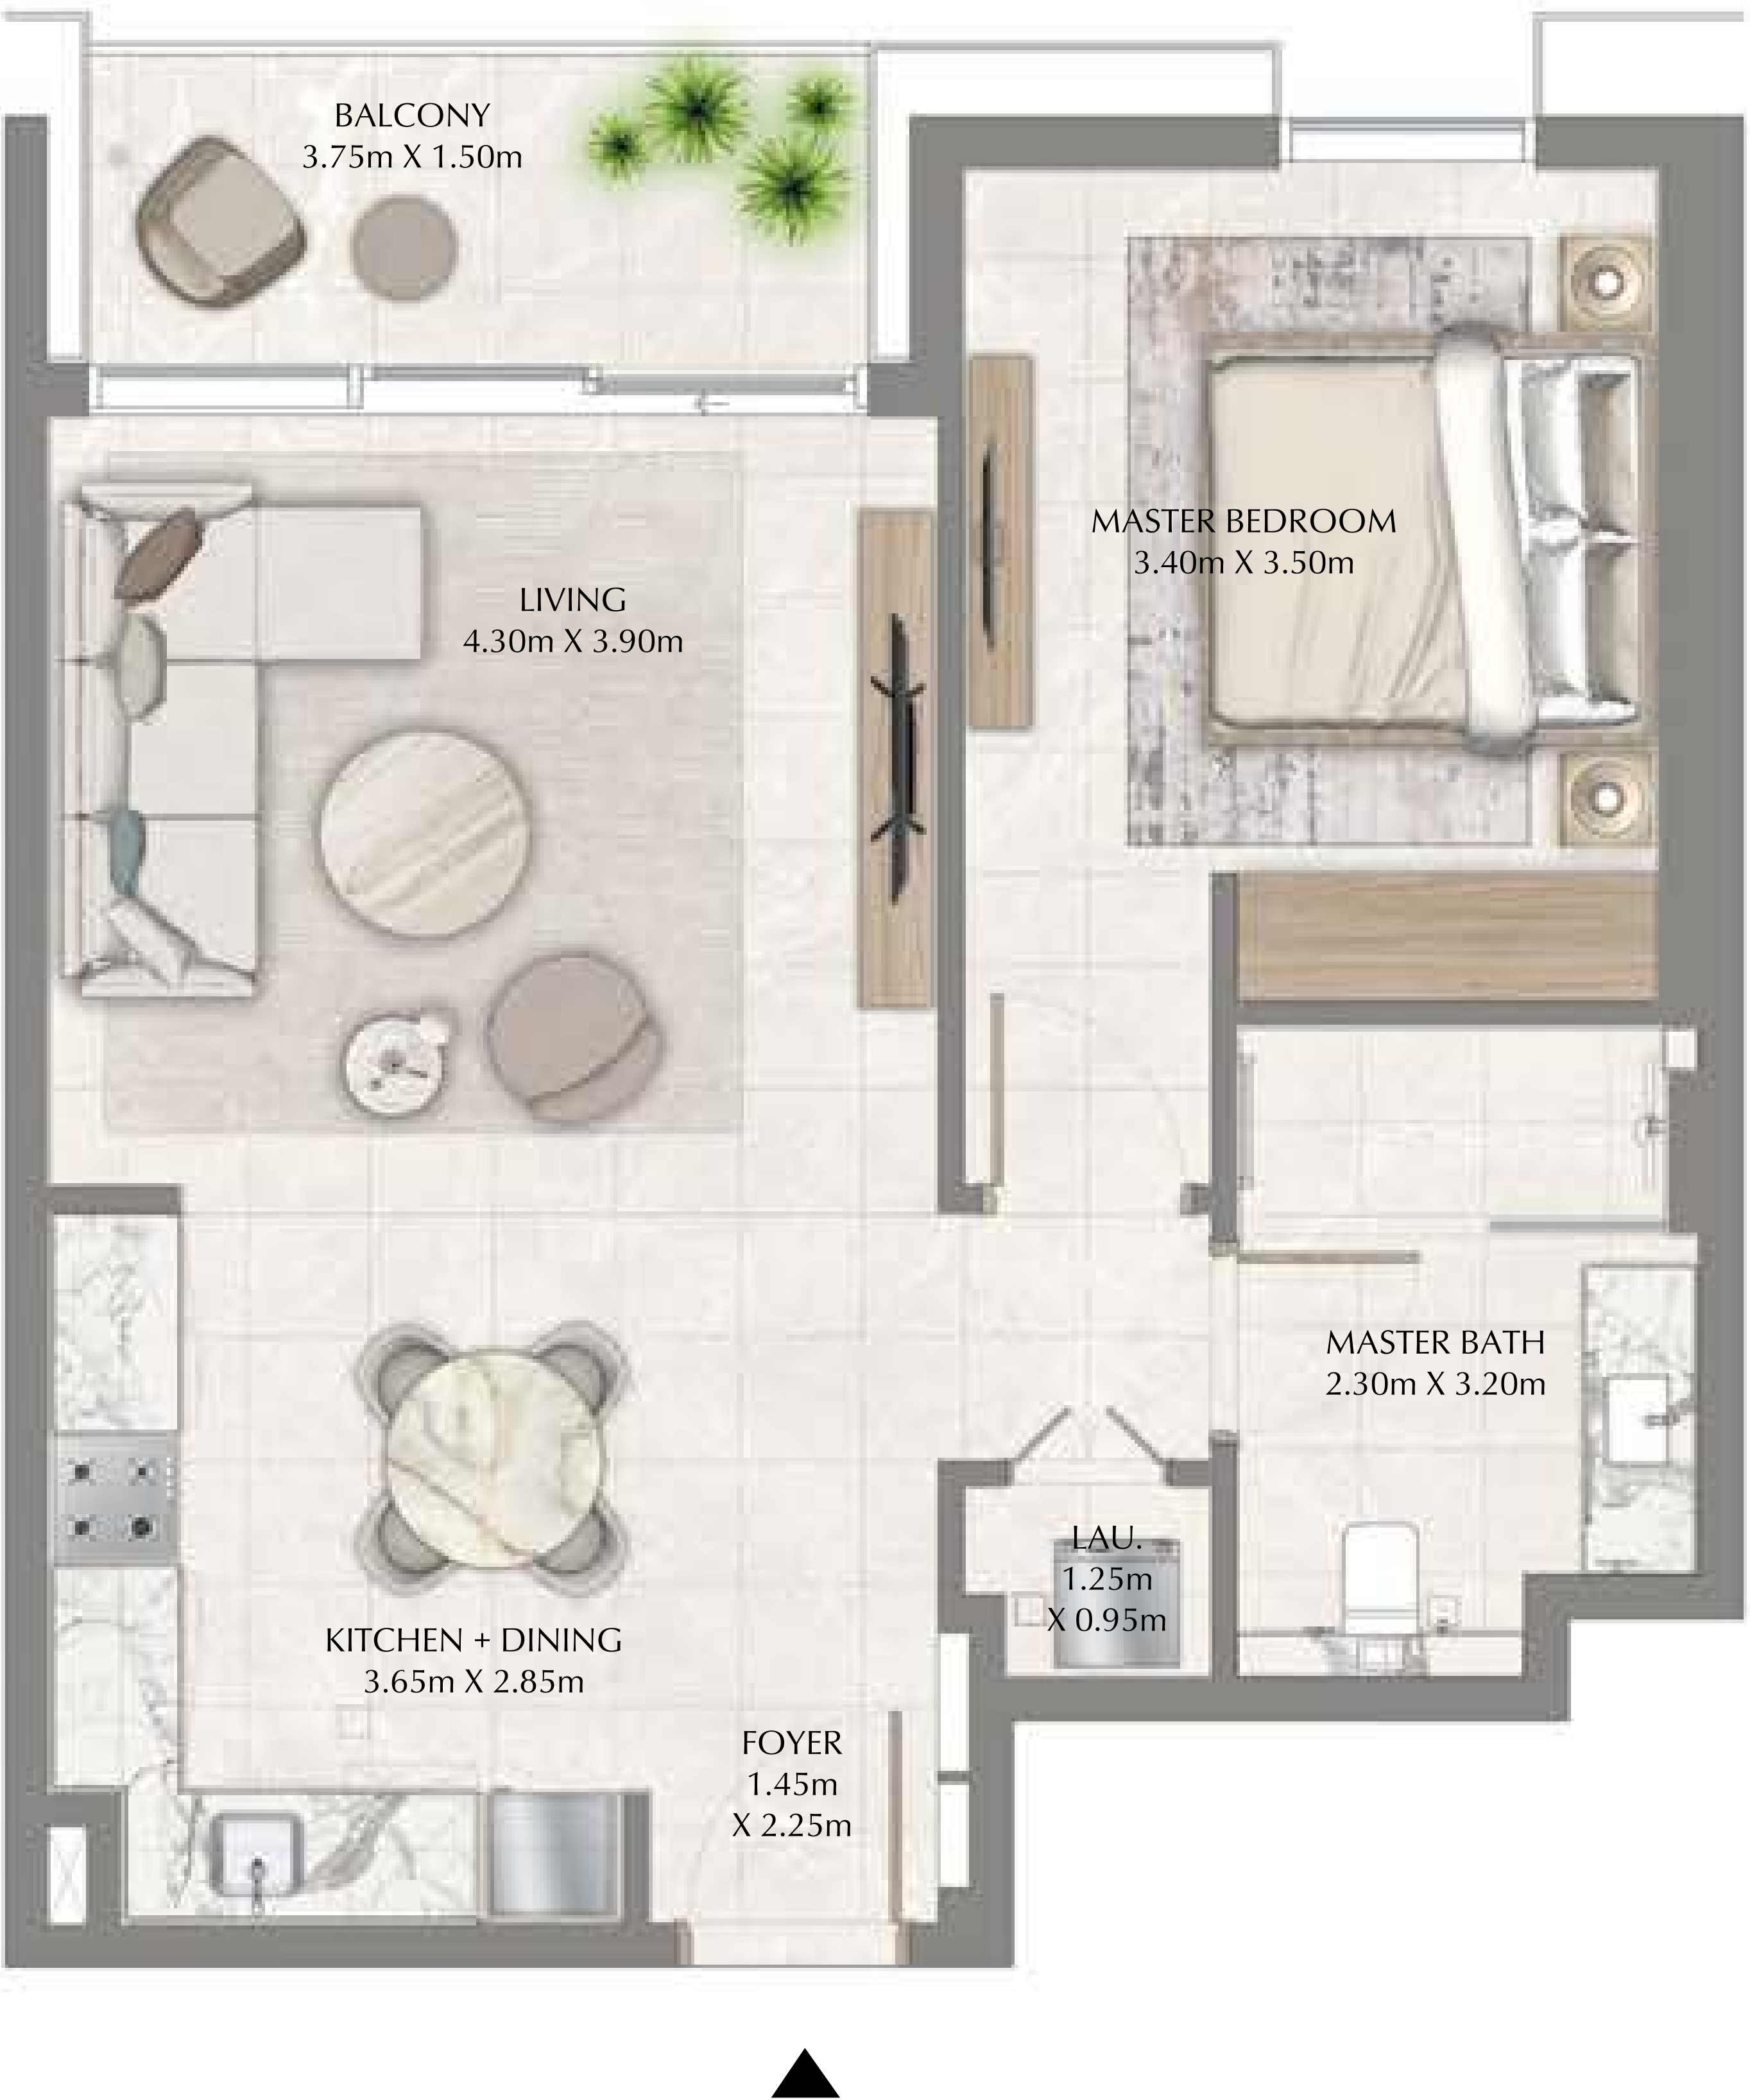 BALCONY
3.75m X 1.50m
MASTER BEDROOM
3.40m X 3.50m
LIVING
4.30m X 3.90m
MASTER BATH
2.30m X 3.20m
LAU.
1.25m
X 0.95m
KITCHEN + DINING
3.65m X 2.85m
FOYER
1.45m
X 2.25m